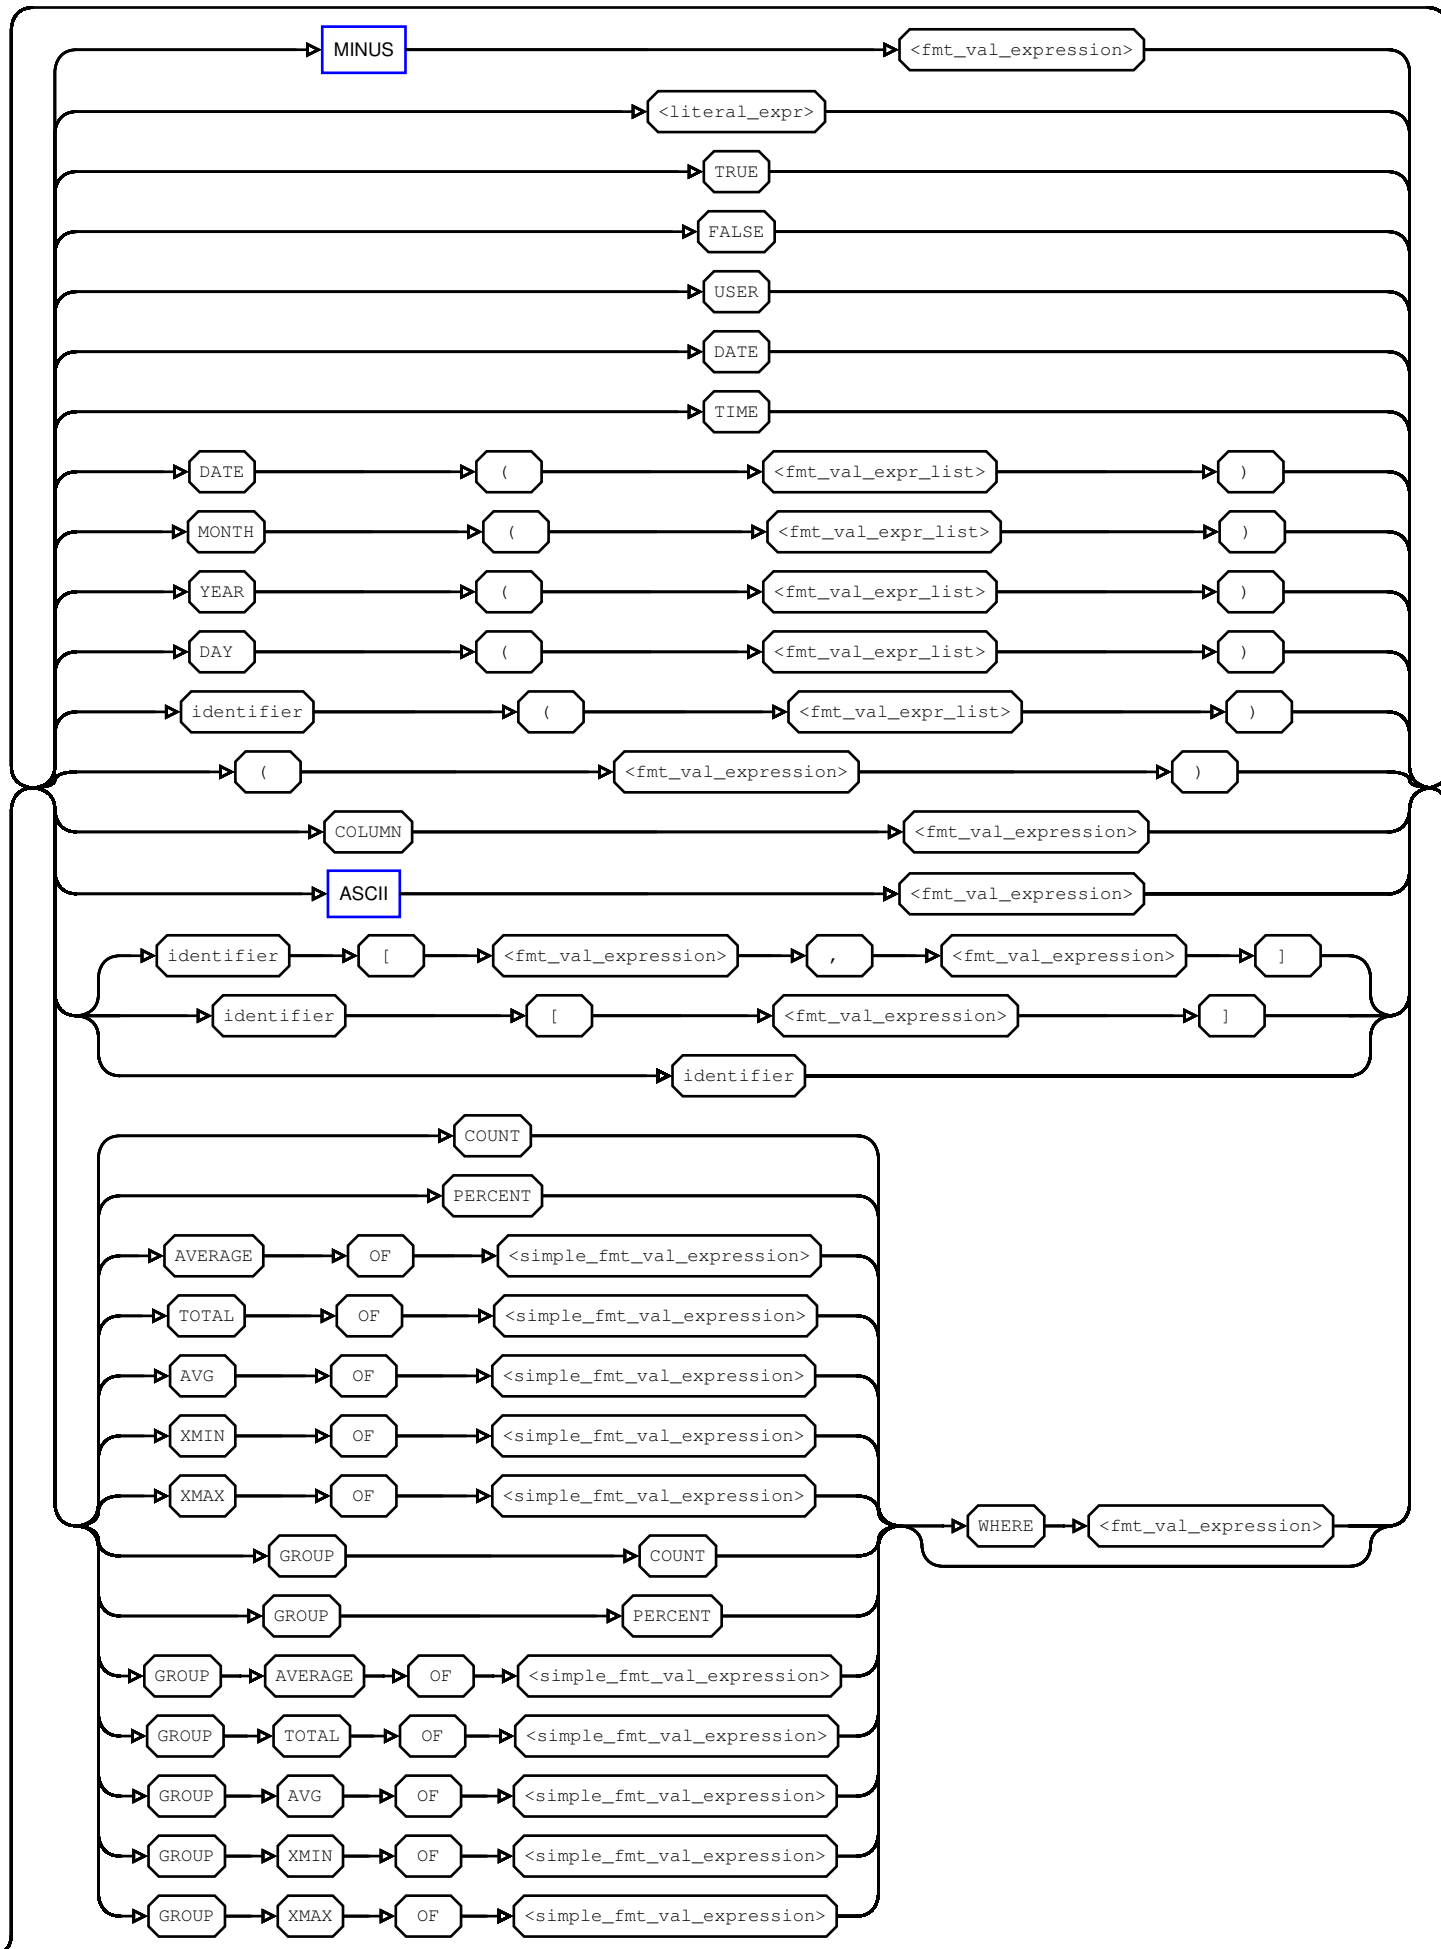 MINUS <fmt_val_expression>
<literal_expr>
TRUE
FALSE
USER
DATE
TIME
DATE ( <fmt_val_expr_list> )
MONTH ( <fmt_val_expr_list> )
YEAR ( <fmt_val_expr_list> )
DAY ( <fmt_val_expr_list> )
identifier ( <fmt_val_expr_list> )
( <fmt_val_expression> )
COLUMN <fmt_val_expression>
ASCII <fmt_val_expression>
identifier [ <fmt_val_expression> , <fmt_val_expression> ]
identifier [ <fmt_val_expression> ]
identifier
COUNT
PERCENT
AVERAGE OF <simple_fmt_val_expression>
TOTAL OF <simple_fmt_val_expression>
AVG OF <simple_fmt_val_expression>
XMIN OF <simple_fmt_val_expression>
XMAX OF <simple_fmt_val_expression>
WHERE <fmt_val_expression>
GROUP COUNT
GROUP PERCENT
GROUP AVERAGE OF <simple_fmt_val_expression>
GROUP TOTAL OF <simple_fmt_val_expression>
GROUP AVG OF <simple_fmt_val_expression>
GROUP XMIN OF <simple_fmt_val_expression>
GROUP XMAX OF <simple_fmt_val_expression>